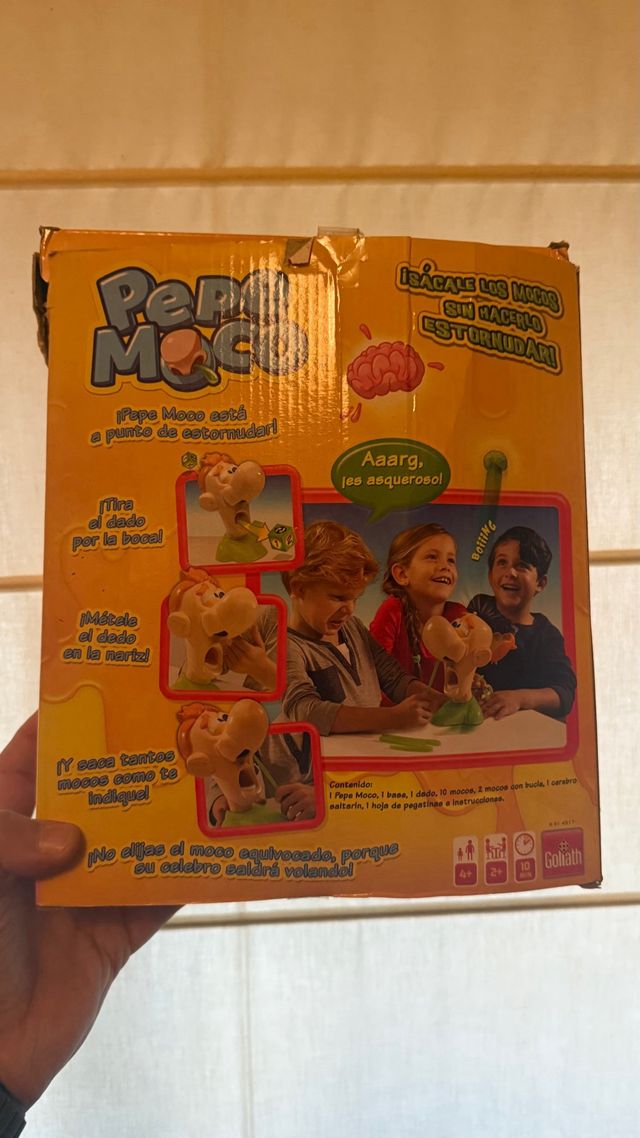 Pepe
Moco
¡SÁCALE LOS MOCOS
SIN HACERLO
ESTORNUDAR!
¡Pepe Moco está
a punto de estornudar!
Aaarg,
¡es asqueroso!
BOIIING
¡Tira
el dado
por la boca!
¡Métele
el dedo
en la nariz!
¡Y saca tantos
mocos como te
indique!
Contenido:
1 Pepe Moco, 1 base, 1 dado, 10 mocos, 2 mocos con bucle, 1 cerebro
saltarín, 1 hoja de pegatinas e instrucciones.
¡No elijas el moco equivocado, porque
su celebro saldrá volando!
4+
2+
10
MIN
Goliath